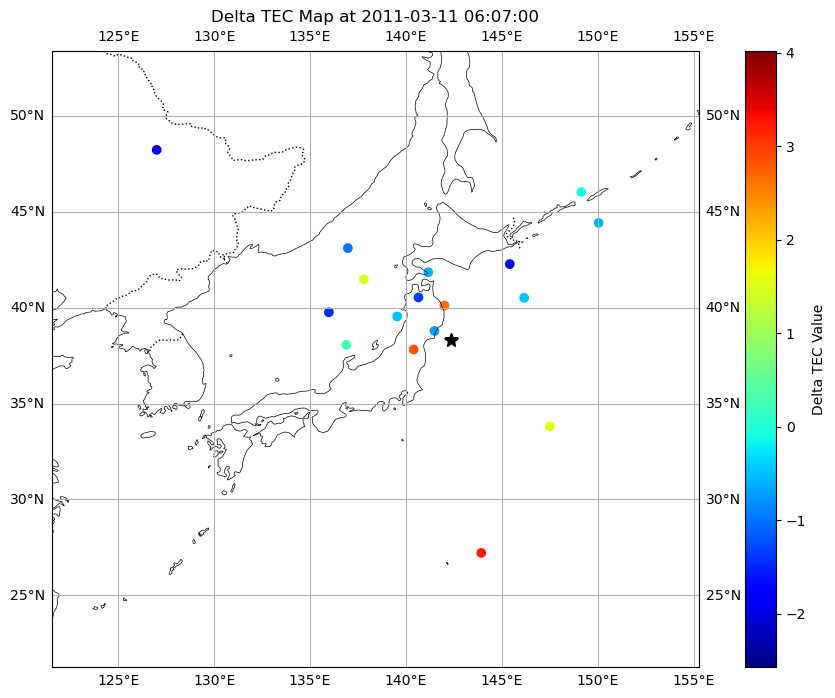 Delta TEC Map at 2011-03-11 06:07:00
125°E 130°E 135°E 140°E 145°E 150°E 155°E
50°N 50°N
45°N 45°N
40°N 40°N
35°N 35°N
30°N 30°N
25°N 25°N
125°E 130°E 135°E 140°E 145°E 150°E 155°E
4
3
2
1
0
−1
−2
Delta TEC Value